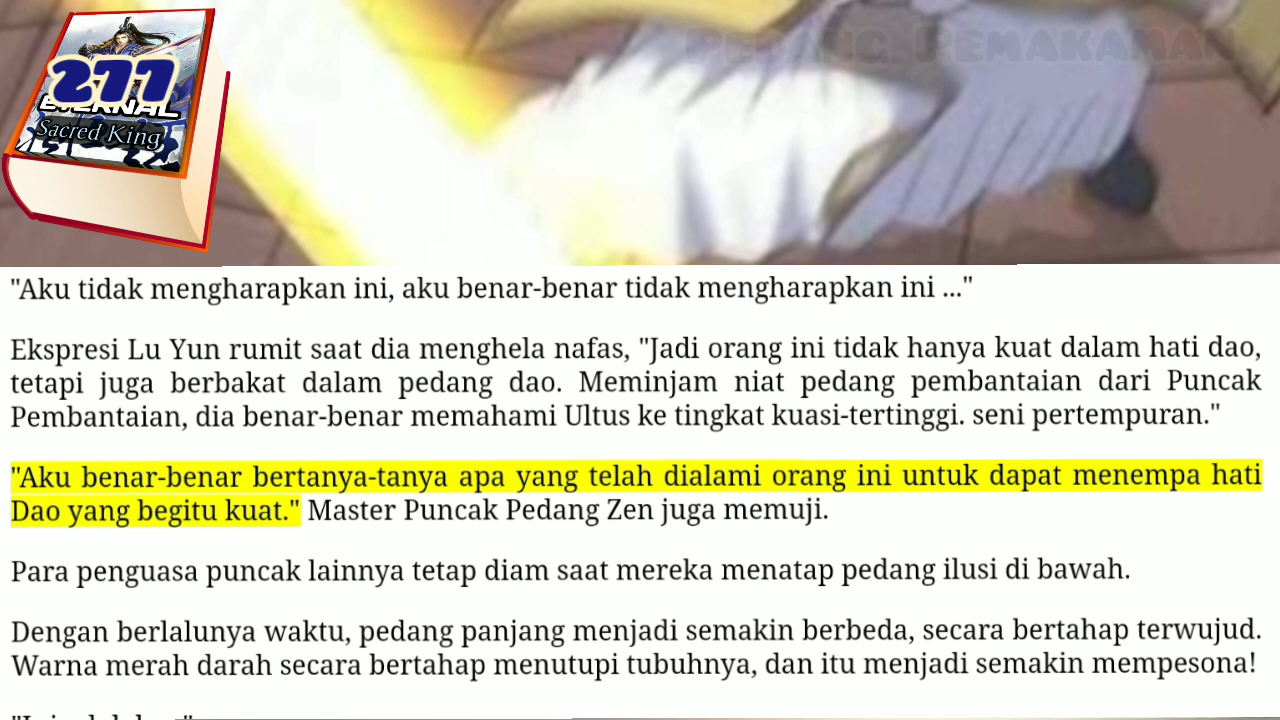 PEDANG PEMAKAMAN
277
ETERNAL
Sacred King
"Aku tidak mengharapkan ini, aku benar-benar tidak mengharapkan ini ..."
Ekspresi Lu Yun rumit saat dia menghela nafas, "Jadi orang ini tidak hanya kuat dalam hati dao,
tetapi juga berbakat dalam pedang dao. Meminjam niat pedang pembantaian dari Puncak
Pembantaian, dia benar-benar memahami Ultus ke tingkat kuasi-tertinggi. seni pertempuran."
"Aku benar-benar bertanya-tanya apa yang telah dialami orang ini untuk dapat menempa hati
Dao yang begitu kuat." Master Puncak Pedang Zen juga memuji.
Para penguasa puncak lainnya tetap diam saat mereka menatap pedang ilusi di bawah.
Dengan berlalunya waktu, pedang panjang menjadi semakin berbeda, secara bertahap terwujud.
Warna merah darah secara bertahap menutupi tubuhnya, dan itu menjadi semakin mempesona!